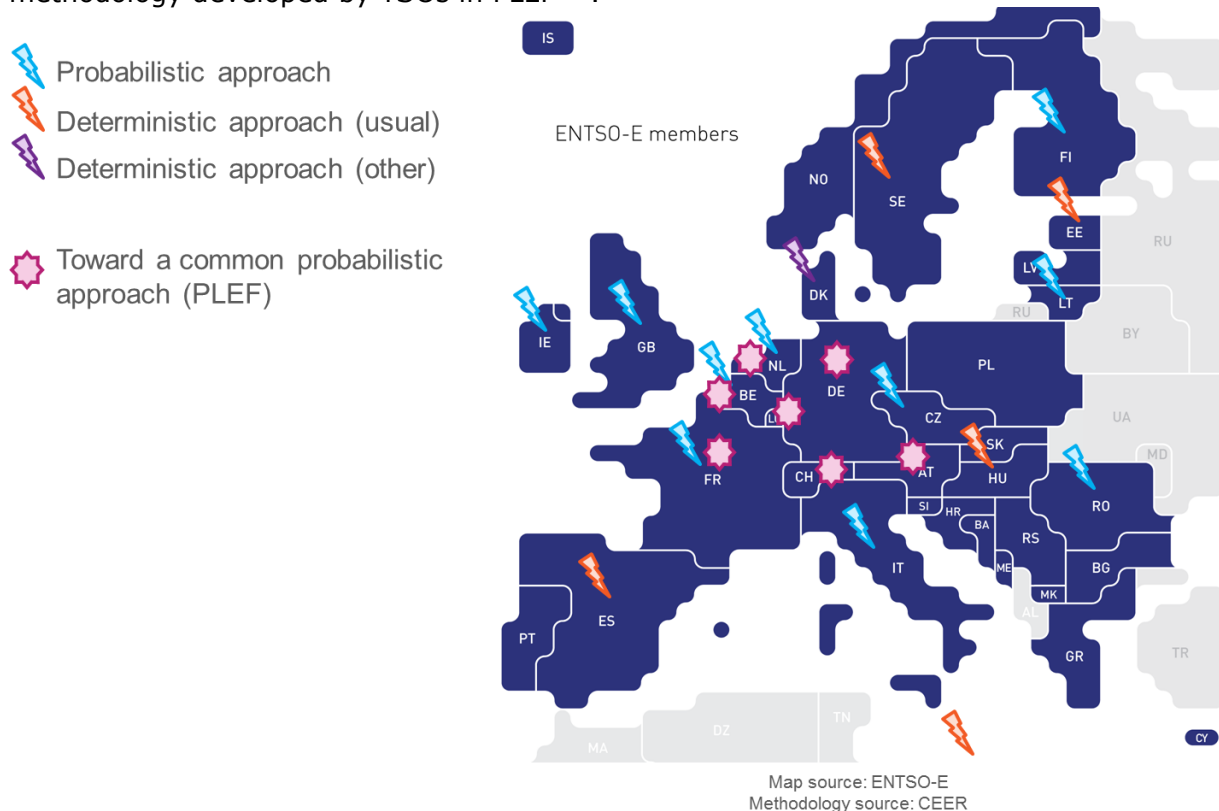 Probabilistic approach
Deterministic approach (usual)
Deterministic approach (other)
Toward a common probabilistic
approach (PLEF)
ENTSO-E members
IS
NO
SE
FI
EE
RU
LT
RU
BY
DK
IE
GB
NL
BE
DE
PL
CZ
UA
SK
MD
FR
CH
AT
HU
SI
HR
BA
RS
RO
ME
BG
MK
AL
IT
PT
ES
GR
TR
CY
MA
DZ
TN
Map source: ENTSO-E
Methodology source: CEER